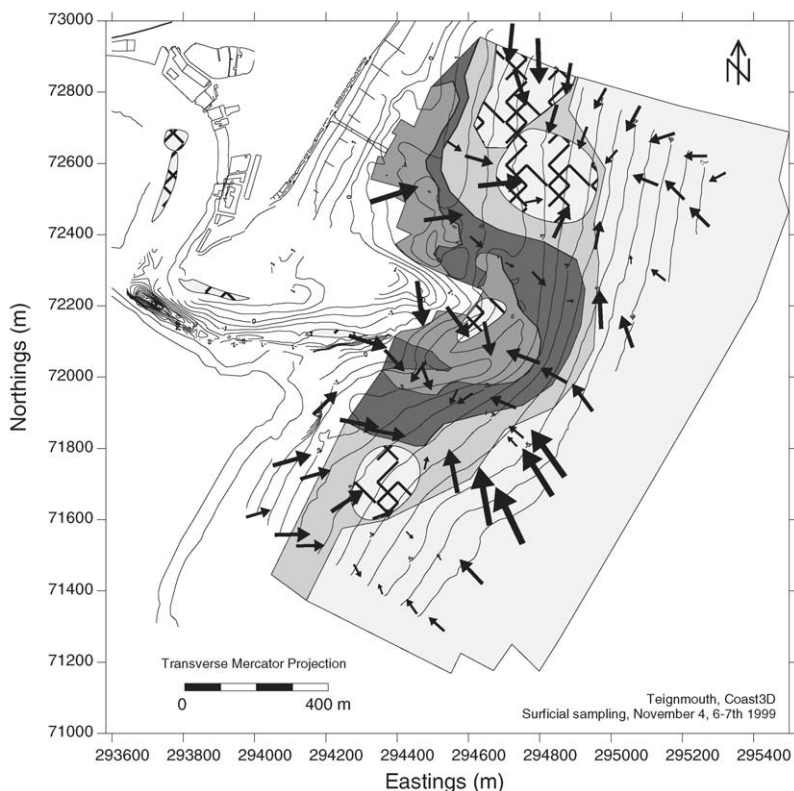 73000
N
72800
72600
72400
72200
Northings (m)
72000
71800
71600
71400
71200
71000
Transverse Mercator Projection
0 400 m
Teignmouth, Coast3D
Surficial sampling, November 4, 6-7th 1999
293600 293800 294000 294200 294400 294600 294800 295000 295200 295400
Eastings (m)